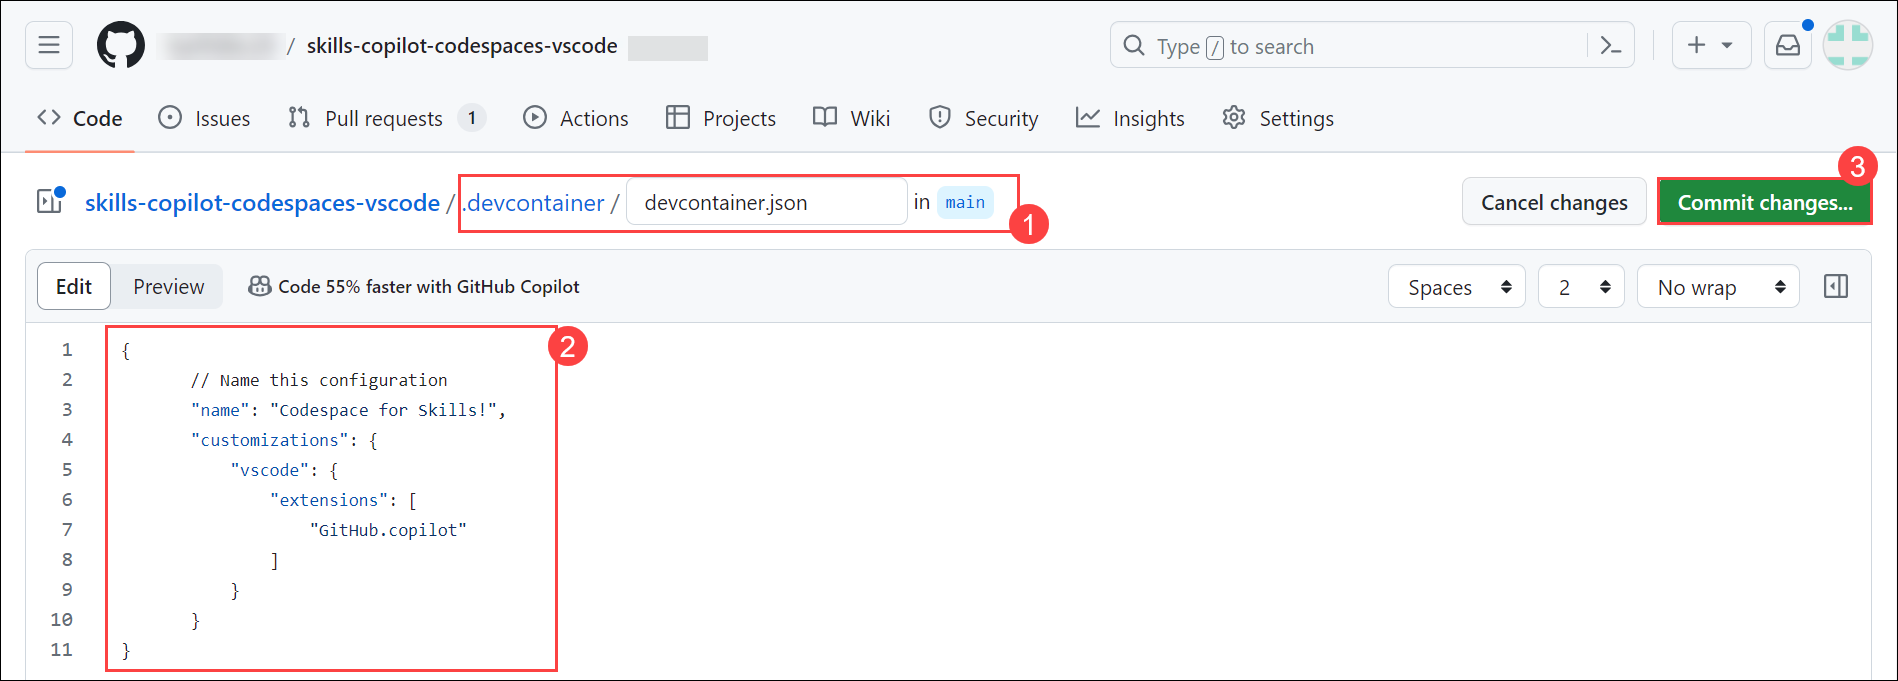 / skills-copilot-codespaces-vscode
Type / to search
Code Issues Pull requests 1 Actions Projects Wiki Security Insights Settings
3
skills-copilot-codespaces-vscode / .devcontainer / devcontainer.json in main
Cancel changes Commit changes...
1
Edit Preview Code 55% faster with GitHub Copilot Spaces 2 No wrap
2
1 {
2 // Name this configuration
3 "name": "Codespace for Skills!",
4 "customizations": {
5 "vscode": {
6 "extensions": [
7 "GitHub.copilot"
8 ]
9 }
10 }
11 }